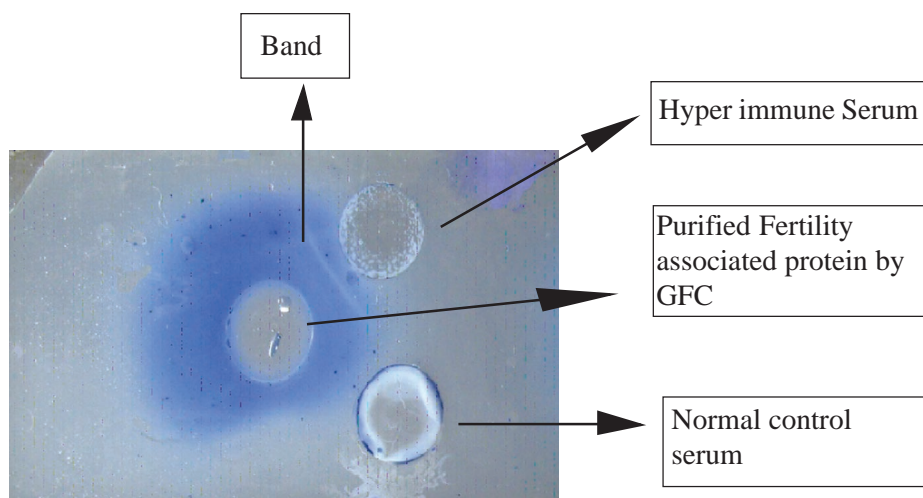 Band
Hyper immune Serum
Purified Fertility
associated protein by
GFC
Normal control
serum